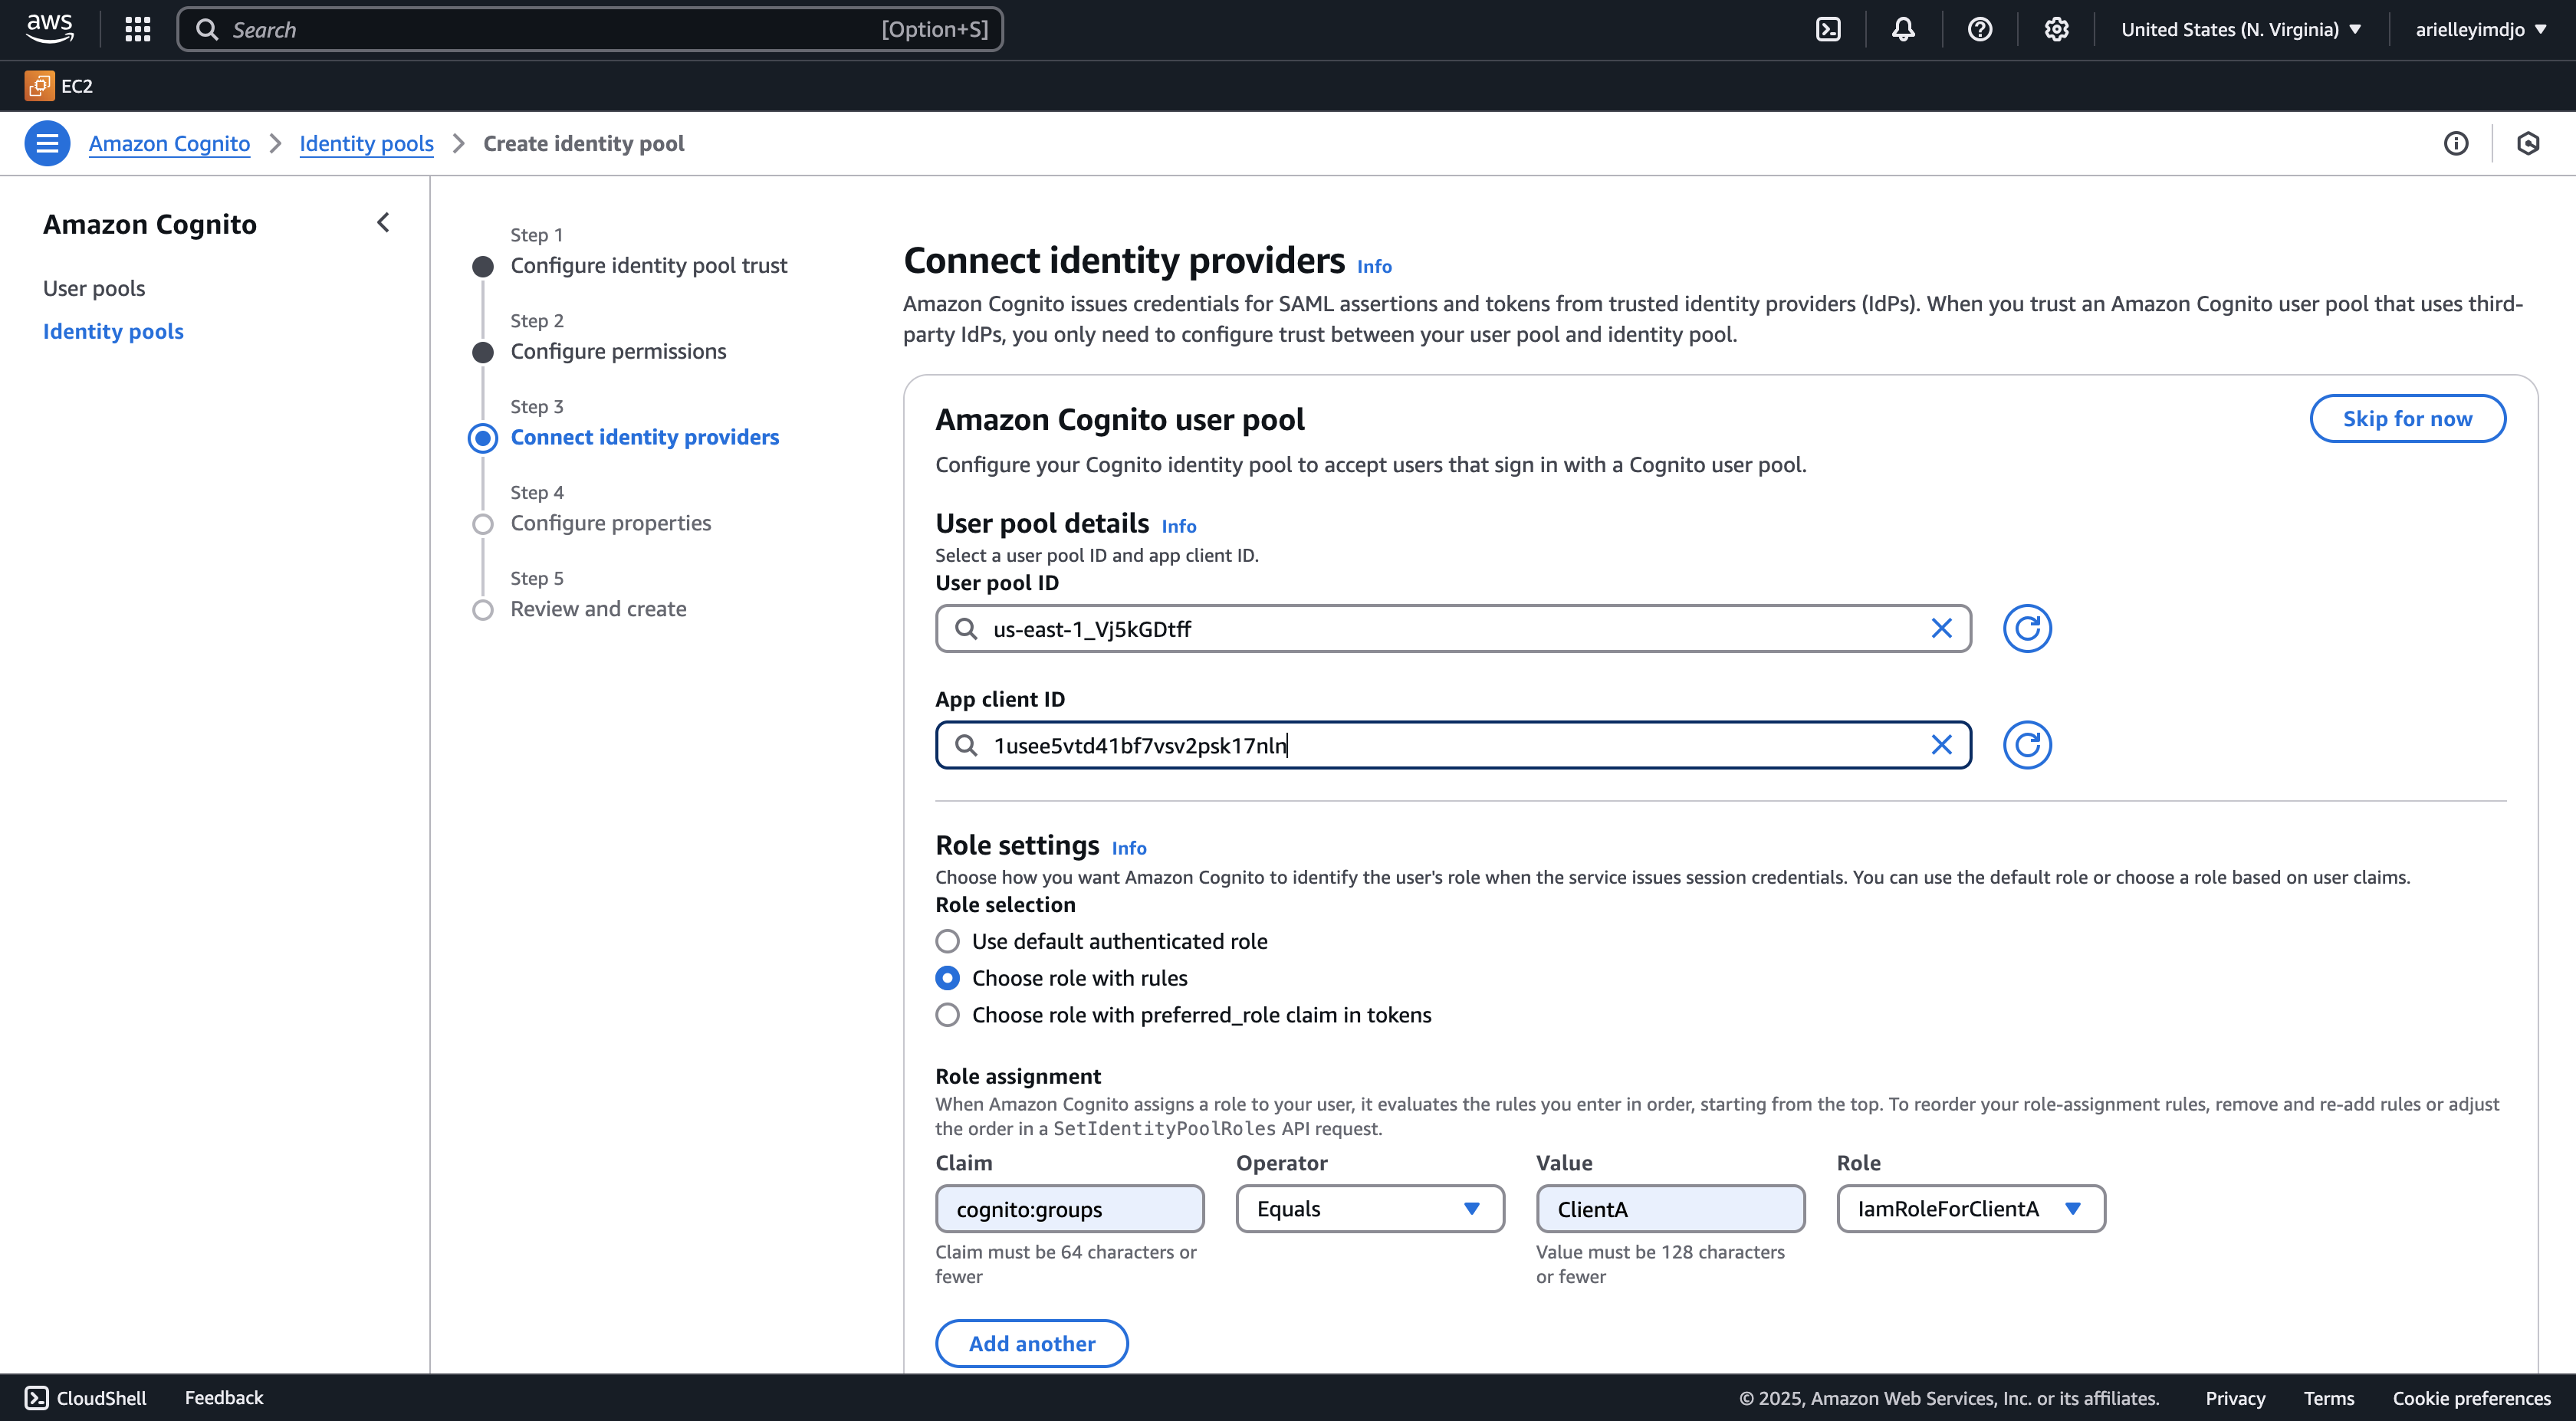 aws
Search
[Option+S]
United States (N. Virginia)
arielleyimdjo
EC2
Amazon Cognito
Identity pools
Create identity pool
Amazon Cognito
User pools
Identity pools
Step 1
Configure identity pool trust
Step 2
Configure permissions
Step 3
Connect identity providers
Step 4
Configure properties
Step 5
Review and create
Connect identity providers Info
Amazon Cognito issues credentials for SAML assertions and tokens from trusted identity providers (IdPs). When you trust an Amazon Cognito user pool that uses third-
party IdPs, you only need to configure trust between your user pool and identity pool.
Amazon Cognito user pool
Skip for now
Configure your Cognito identity pool to accept users that sign in with a Cognito user pool.
User pool details Info
Select a user pool ID and app client ID.
User pool ID
us-east-1_Vj5kGDtff
App client ID
1usee5vtd41bf7vsv2psk17nln
Role settings Info
Choose how you want Amazon Cognito to identify the user's role when the service issues session credentials. You can use the default role or choose a role based on user claims.
Role selection
Use default authenticated role
Choose role with rules
Choose role with preferred_role claim in tokens
Role assignment
When Amazon Cognito assigns a role to your user, it evaluates the rules you enter in order, starting from the top. To reorder your role-assignment rules, remove and re-add rules or adjust
the order in a SetIdentityPoolRoles API request.
Claim
Operator
Value
Role
cognito:groups
Equals
ClientA
IamRoleForClientA
Claim must be 64 characters or
fewer
Value must be 128 characters
or fewer
Add another
CloudShell
Feedback
© 2025, Amazon Web Services, Inc. or its affiliates.
Privacy
Terms
Cookie preferences